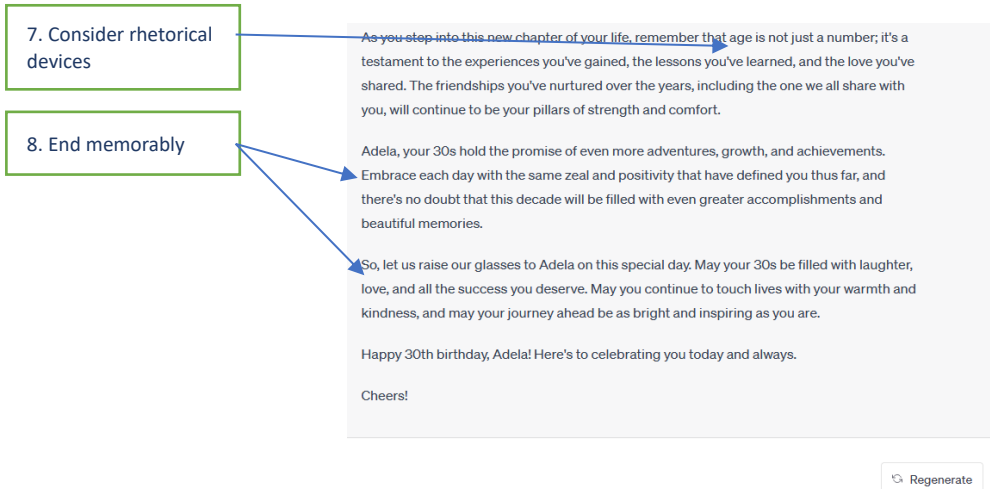 7. Consider rhetorical
devices
8. End memorably
As you step into this new chapter of your life, remember that age is not just a number; it's a
testament to the experiences you've gained, the lessons you've learned, and the love you've
shared. The friendships you've nurtured over the years, including the one we all share with
you, will continue to be your pillars of strength and comfort.
Adela, your 30s hold the promise of even more adventures, growth, and achievements.
Embrace each day with the same zeal and positivity that have defined you thus far, and
there's no doubt that this decade will be filled with even greater accomplishments and
beautiful memories.
So, let us raise our glasses to Adela on this special day. May your 30s be filled with laughter,
love, and all the success you deserve. May you continue to touch lives with your warmth and
kindness, and may your journey ahead be as bright and inspiring as you are.
Happy 30th birthday, Adela! Here's to celebrating you today and always.
Cheers!
Regenerate